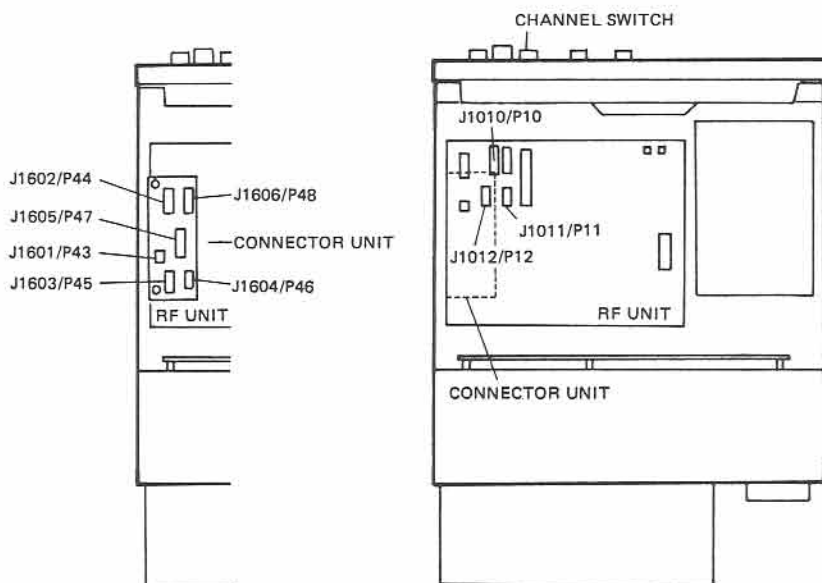 CHANNEL SWITCH
J1602/P44
J1606/P48
J1605/P47
CONNECTOR UNIT
J1601/P43
J1603/P45
J1604/P46
RF UNIT
J1010/P10
J1011/P11
J1012/P12
RF UNIT
CONNECTOR UNIT